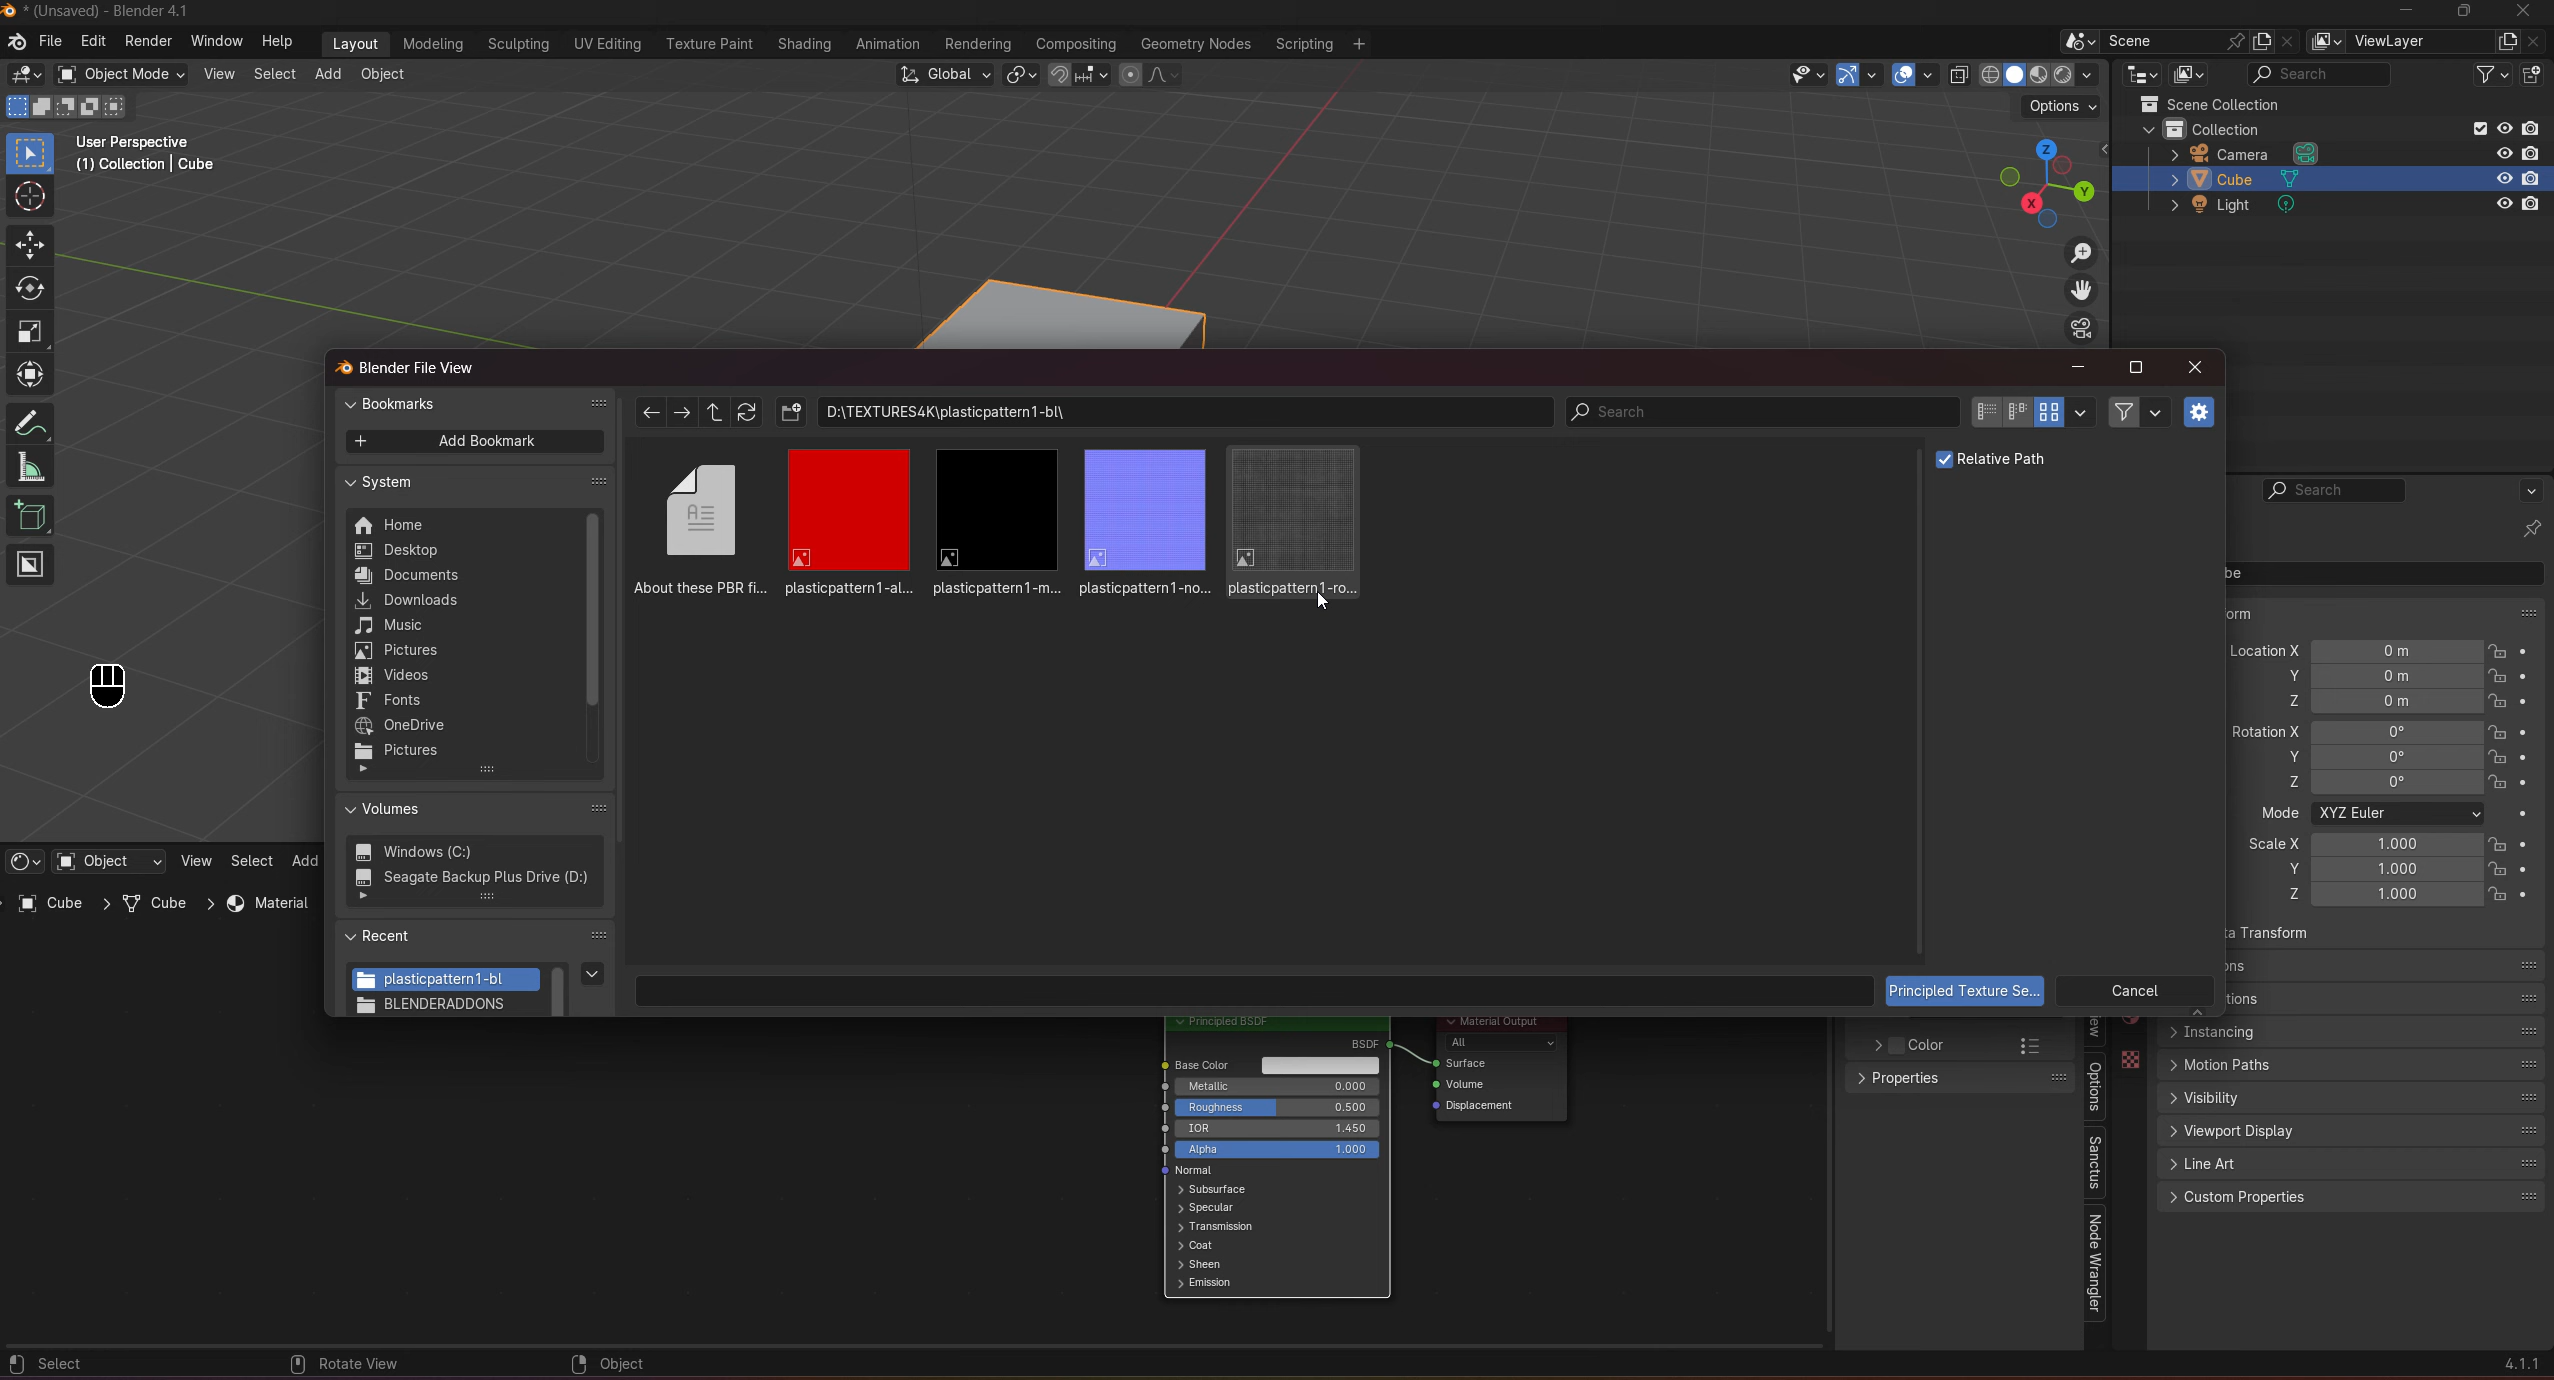 * (Unsaved) - Blender 4.1
File Edit Render Window Help Layout Modeling Sculpting UV Editing Texture Paint Shading Animation Rendering Compositing Geometry Nodes Scripting + Scene ViewLayer
Object Mode View Select Add Object Global Search
Options
User Perspective
(1) Collection | Cube
Z
Y
X
Scene Collection
Collection
Camera
Cube
Light
Blender File View
Bookmarks
Add Bookmark
System
Home
Desktop
Documents
Downloads
Music
Pictures
Videos
Fonts
OneDrive
Pictures
Volumes
Windows (C:)
Seagate Backup Plus Drive (D:)
Recent
plasticpattern1-bl
BLENDERADDONS
D:\TEXTURES4K\plasticpattern1-bl\
Search
Relative Path
About these PBR fi... plasticpattern1-al... plasticpattern1-m... plasticpattern1-no... plasticpattern1-ro...
Principled Texture Se... Cancel
Search
be
orm
Location X 0 m
Y 0 m
Z 0 m
Rotation X 0°
Y 0°
Z 0°
Mode XYZ Euler
Scale X 1.000
Y 1.000
Z 1.000
ta Transform
ons
tions
Instancing
Motion Paths
Visibility
Viewport Display
Line Art
Custom Properties
Object View Select Add
Cube Cube Material
Principled BSDF
BSDF
Base Color
Metallic 0.000
Roughness 0.500
IOR 1.450
Alpha 1.000
Normal
Subsurface
Specular
Transmission
Coat
Sheen
Emission
Material Output
All
Surface
Volume
Displacement
Color
Properties
ew
Options
Sanctus
Node Wrangler
Select Rotate View Object 4.1.1